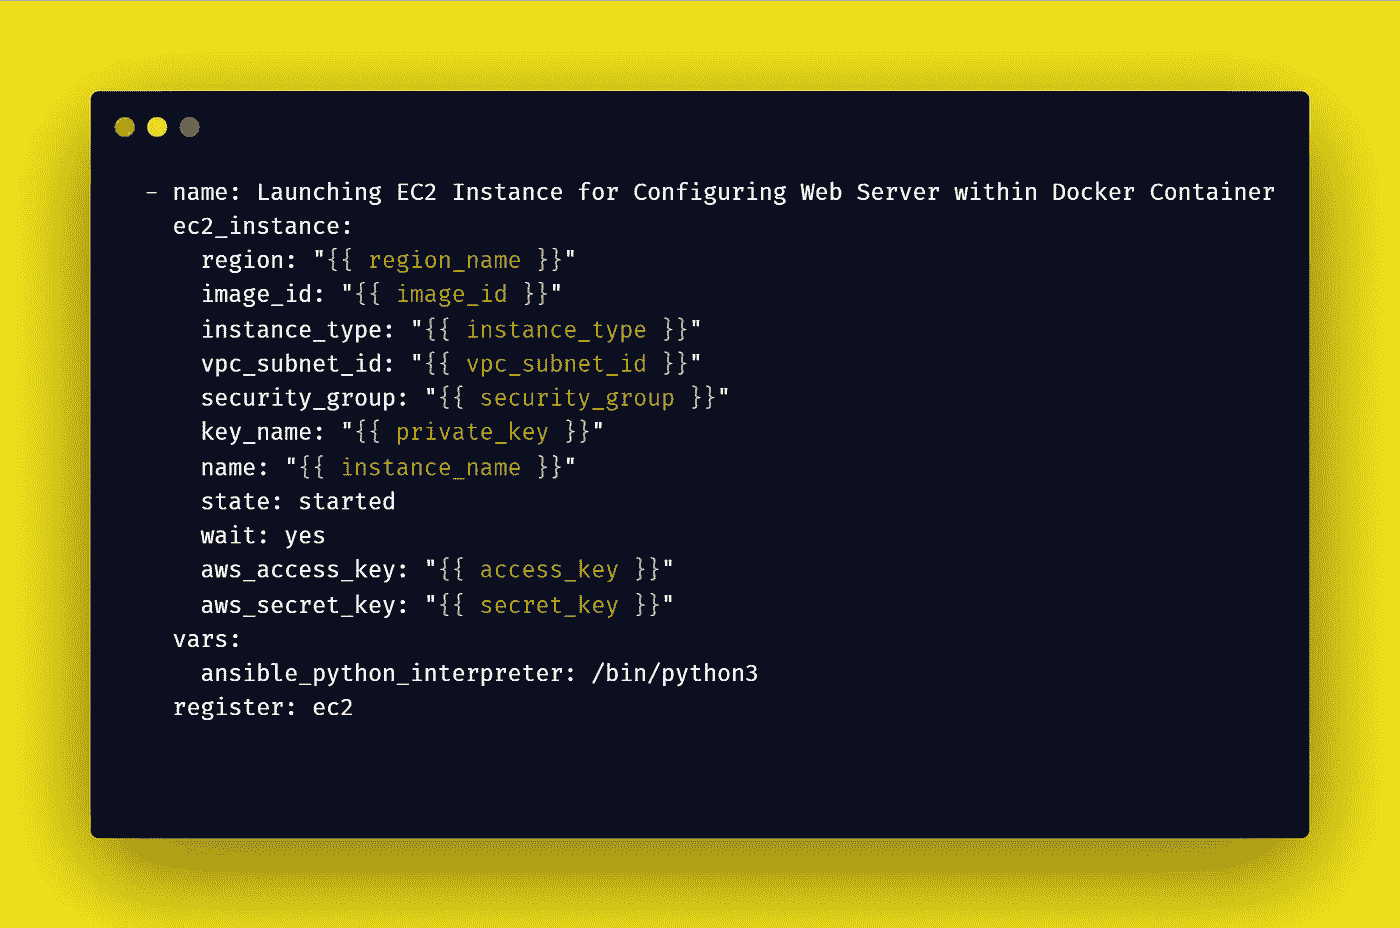 - name: Launching EC2 Instance for Configuring Web Server within Docker Container
  ec2_instance:
    region: "{{ region_name }}"
    image_id: "{{ image_id }}"
    instance_type: "{{ instance_type }}"
    vpc_subnet_id: "{{ vpc_subnet_id }}"
    security_group: "{{ security_group }}"
    key_name: "{{ private_key }}"
    name: "{{ instance_name }}"
    state: started
    wait: yes
    aws_access_key: "{{ access_key }}"
    aws_secret_key: "{{ secret_key }}"
  vars:
    ansible_python_interpreter: /bin/python3
  register: ec2